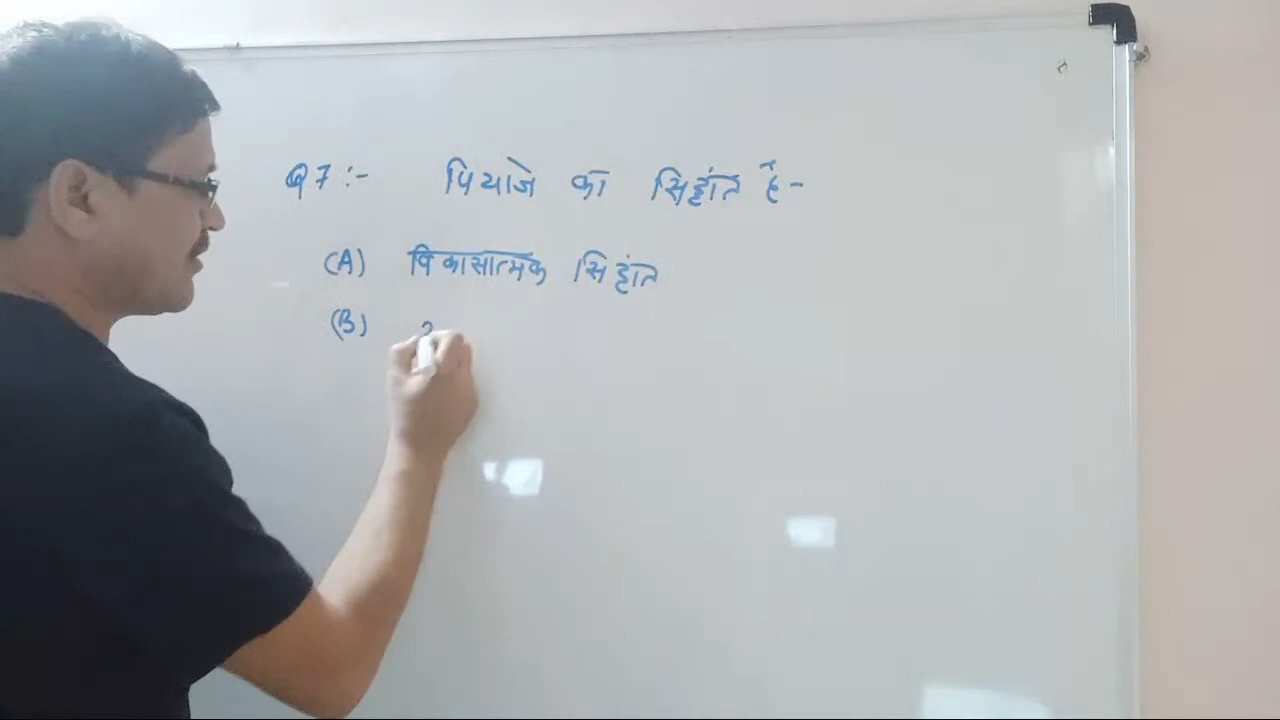 Q7:- पियाजे का सिद्दांत है-
(A) विकासात्मक सिद्दांत
(B)